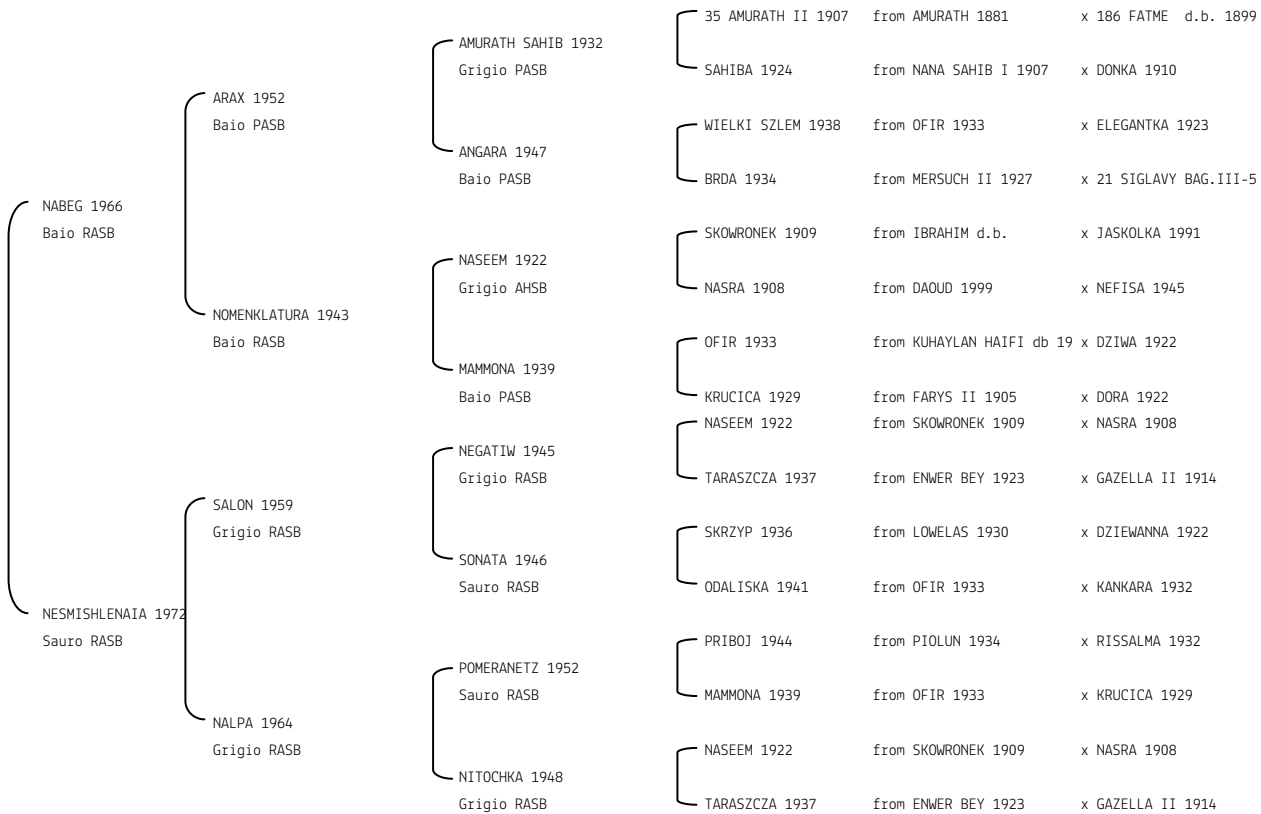 35 AMURATH II 1907 from AMURATH 1881 x 186 FATME d.b. 1899
AMURATH SAHIB 1932
Grigio PASB
SAHIBA 1924 from NANA SAHIB I 1907 x DONKA 1910
ARAX 1952
Baio PASB
WIELKI SZLEM 1938 from OFIR 1933 x ELEGANTKA 1923
ANGARA 1947
Baio PASB
BRDA 1934 from MERSUCH II 1927 x 21 SIGLAVY BAG.III-5
NABEG 1966
Baio RASB
SKOWRONEK 1909 from IBRAHIM d.b. x JASKOLKA 1991
NASEEM 1922
Grigio AHSB
NASRA 1908 from DAOUD 1999 x NEFISA 1945
NOMENKLATURA 1943
Baio RASB
OFIR 1933 from KUHAYLAN HAIFI db 19 x DZIWA 1922
MAMMONA 1939
Baio PASB
KRUCICA 1929 from FARYS II 1905 x DORA 1922
NASEEM 1922 from SKOWRONEK 1909 x NASRA 1908
NEGATIW 1945
Grigio RASB
TARASZCZA 1937 from ENWER BEY 1923 x GAZELLA II 1914
SALON 1959
Grigio RASB
SKRZYP 1936 from LOWELAS 1930 x DZIEWANNA 1922
SONATA 1946
Sauro RASB
ODALISKA 1941 from OFIR 1933 x KANKARA 1932
NESMISHLENAIA 1972
Sauro RASB
PRIBOJ 1944 from PIOLUN 1934 x RISSALMA 1932
POMERANETZ 1952
Sauro RASB
MAMMONA 1939 from OFIR 1933 x KRUCICA 1929
NALPA 1964
Grigio RASB
NASEEM 1922 from SKOWRONEK 1909 x NASRA 1908
NITOCHKA 1948
Grigio RASB
TARASZCZA 1937 from ENWER BEY 1923 x GAZELLA II 1914